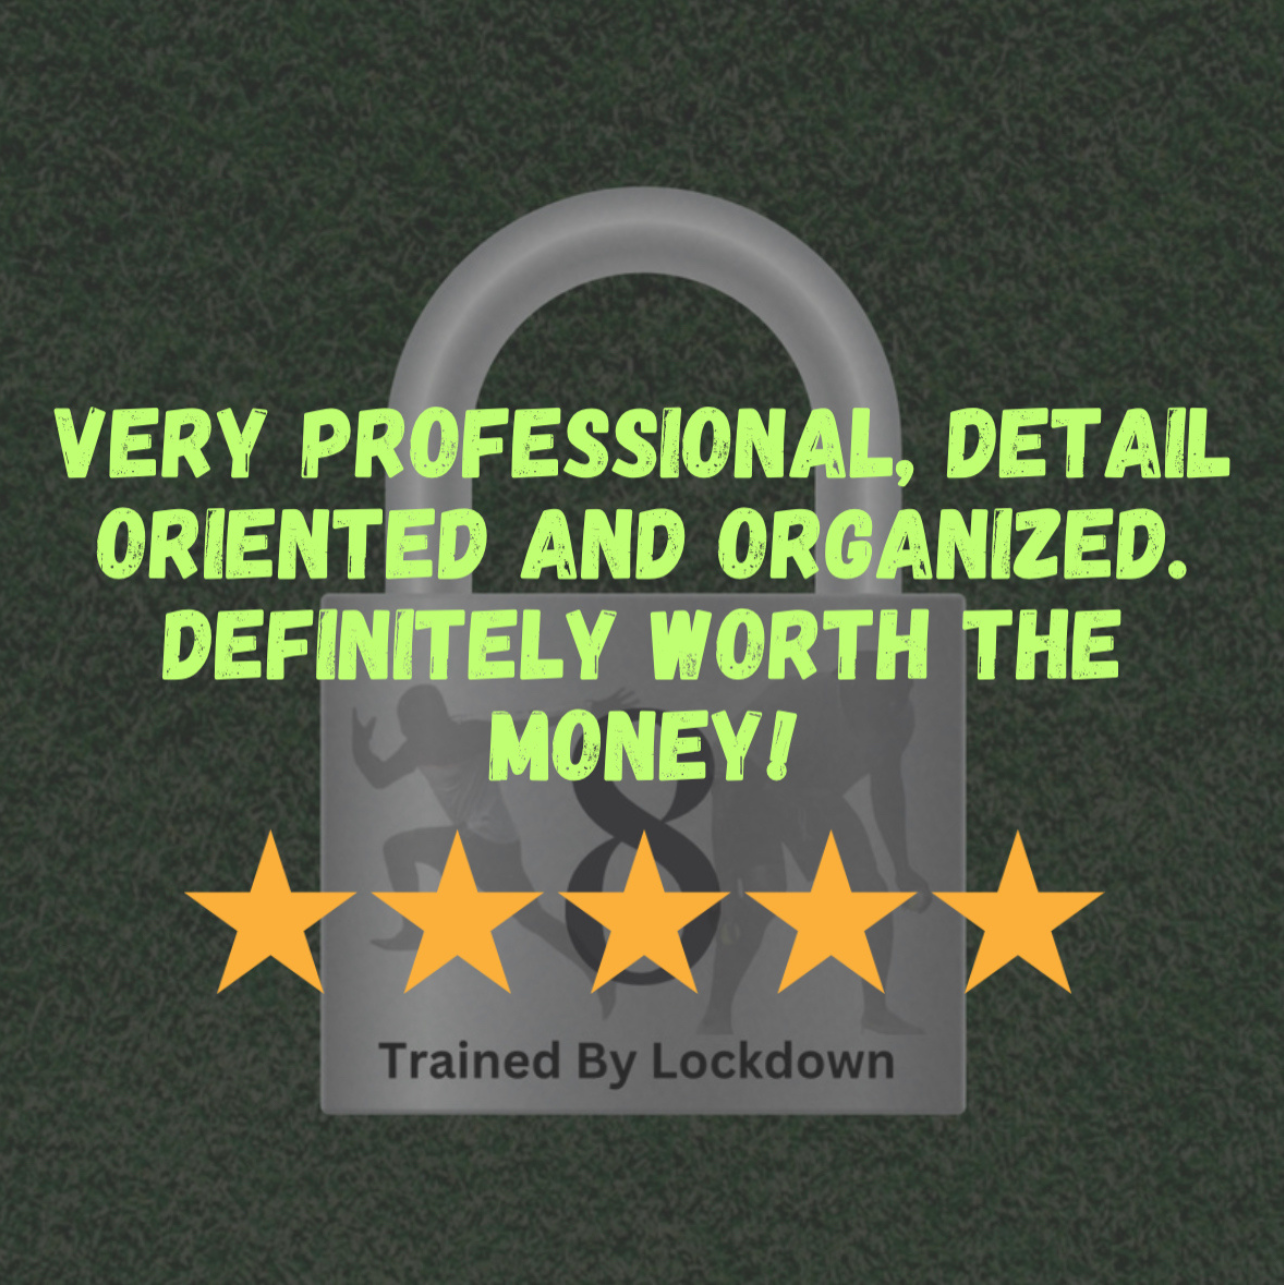 VERY PROFESSIONAL, DETAIL
ORIENTED AND ORGANIZED.
DEFINITELY WORTH THE
MONEY!
8
Trained By Lockdown